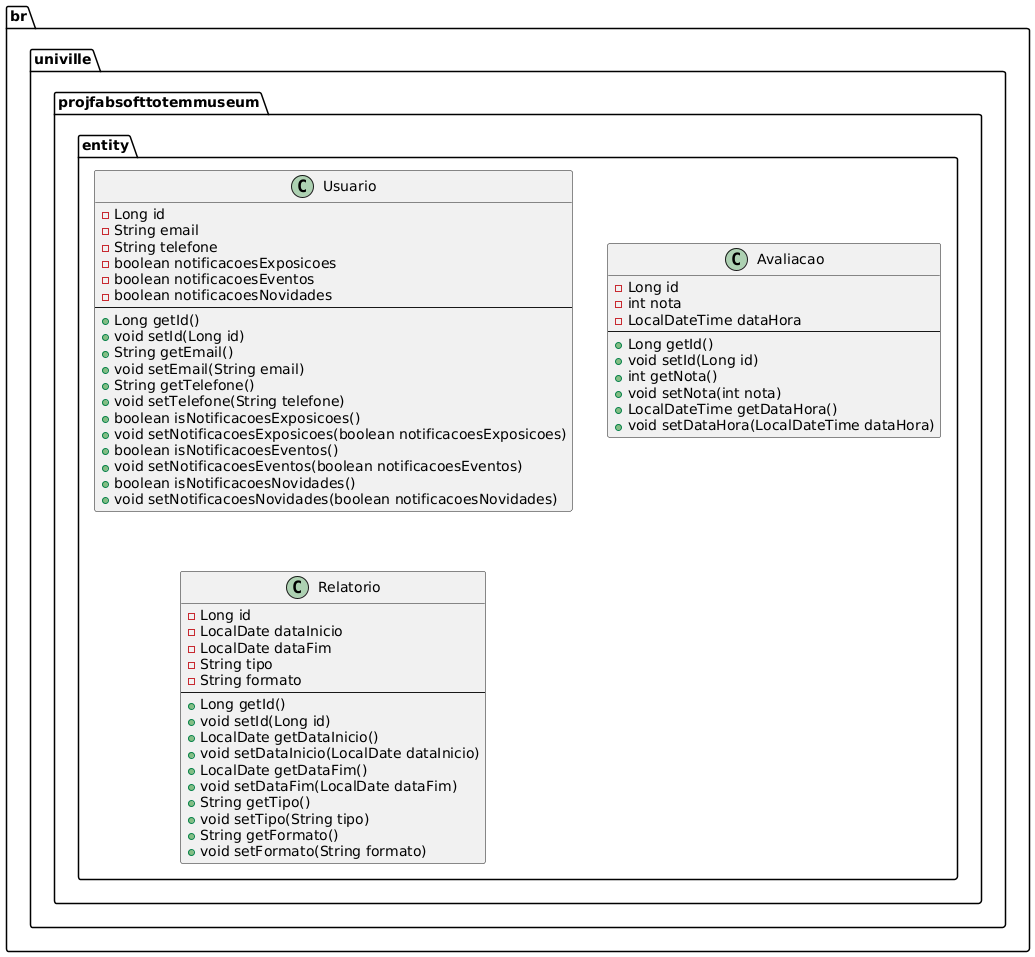 br
univille
projfabsofttotemmuseum
entity
C Usuario
Long id
String email
String telefone
boolean notificacoesExposicoes
boolean notificacoesEventos
boolean notificacoesNovidades
Long getId()
void setId(Long id)
String getEmail()
void setEmail(String email)
String getTelefone()
void setTelefone(String telefone)
boolean isNotificacoesExposicoes()
void setNotificacoesExposicoes(boolean notificacoesExposicoes)
boolean isNotificacoesEventos()
void setNotificacoesEventos(boolean notificacoesEventos)
boolean isNotificacoesNovidades()
void setNotificacoesNovidades(boolean notificacoesNovidades)
C Avaliacao
Long id
int nota
LocalDateTime dataHora
Long getId()
void setId(Long id)
int getNota()
void setNota(int nota)
LocalDateTime getDataHora()
void setDataHora(LocalDateTime dataHora)
C Relatorio
Long id
LocalDate dataInicio
LocalDate dataFim
String tipo
String formato
Long getId()
void setId(Long id)
LocalDate getDataInicio()
void setDataInicio(LocalDate dataInicio)
LocalDate getDataFim()
void setDataFim(LocalDate dataFim)
String getTipo()
void setTipo(String tipo)
String getFormato()
void setFormato(String formato)